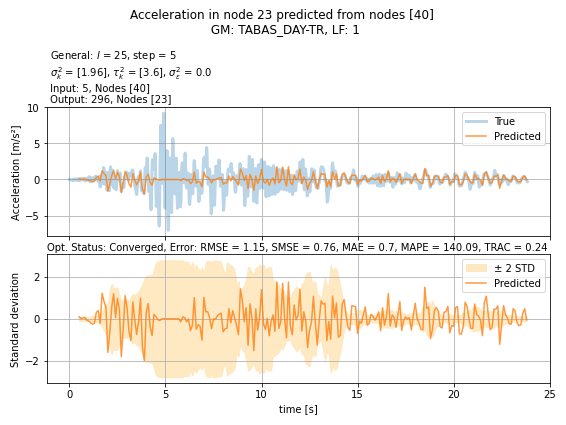 Acceleration in node 23 predicted from nodes [40]
GM: TABAS_DAY-TR, LF: 1
General: l = 25, step = 5
σ²ₖ = [1.96], τ²ₖ = [3.6], σ²ε = 0.0
Input: 5, Nodes [40]
Output: 296, Nodes [23]
10
5
0
−5
Acceleration [m/s²]
True
Predicted
Opt. Status: Converged, Error: RMSE = 1.15, SMSE = 0.76, MAE = 0.7, MAPE = 140.09, TRAC = 0.24
2
0
−2
Standard deviation
± 2 STD
Predicted
0 5 10 15 20 25
time [s]